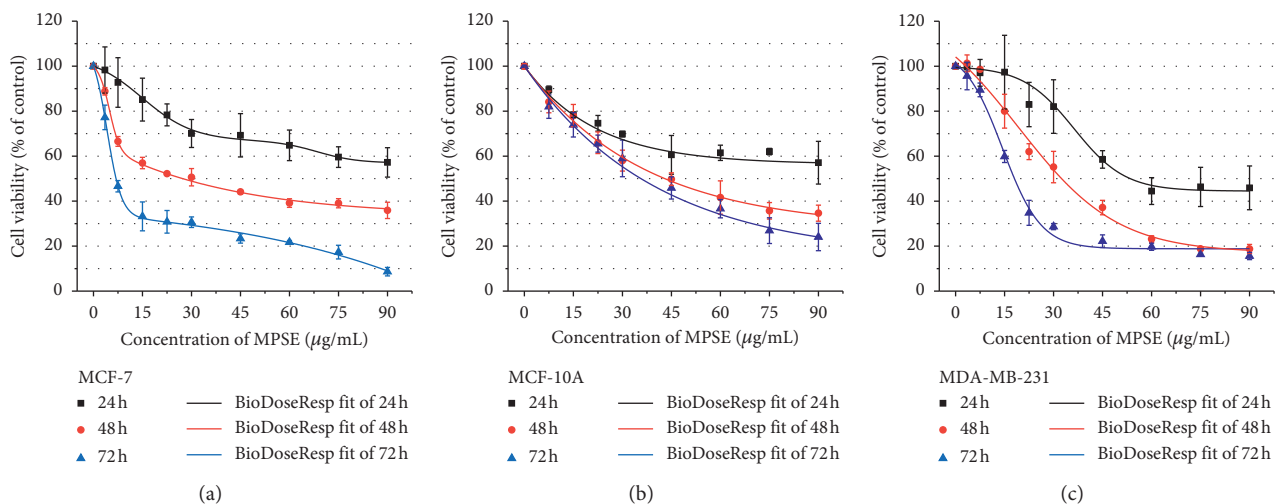 Cell viability (% of control)
120
100
80
60
40
20
0
0 15 30 45 60 75 90
Concentration of MPSE (μg/mL)
MCF-7
24 h BioDoseResp fit of 24 h
48 h BioDoseResp fit of 48 h
72 h BioDoseResp fit of 72 h
(a)
Cell viability (% of control)
120
100
80
60
40
20
0
0 15 30 45 60 75 90
Concentration of MPSE (μg/mL)
MCF-10A
24 h BioDoseResp fit of 24 h
48 h BioDoseResp fit of 48 h
72 h BioDoseResp fit of 72 h
(b)
Cell viability (% of control)
120
100
80
60
40
20
0
0 15 30 45 60 75 90
Concentration of MPSE (μg/mL)
MDA-MB-231
24 h BioDoseResp fit of 24 h
48 h BioDoseResp fit of 48 h
72 h BioDoseResp fit of 72 h
(c)